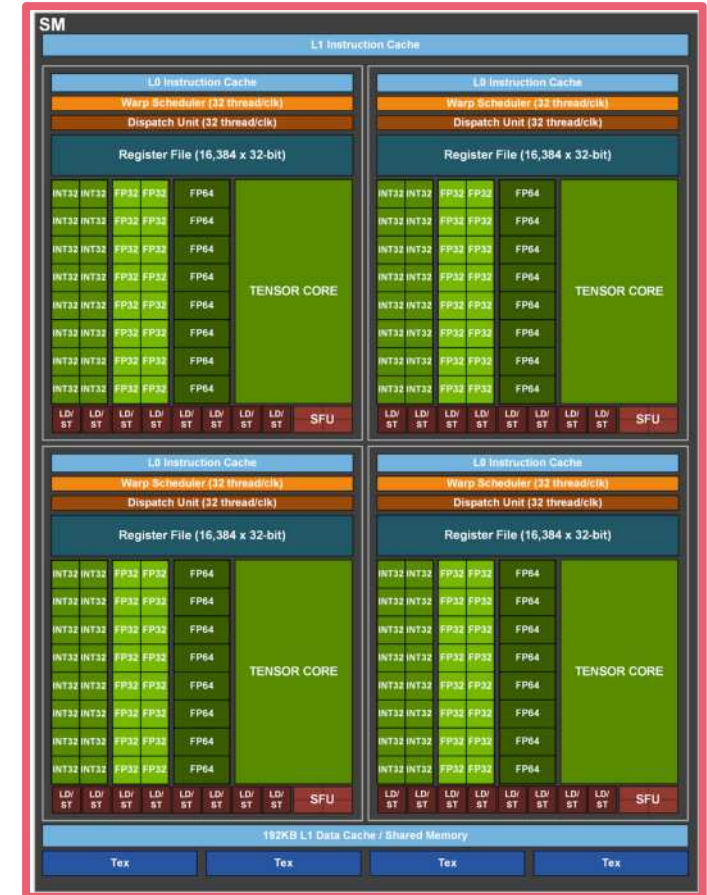 SM
L1 Instruction Cache
L0 Instruction Cache
Warp Scheduler (32 thread/clk)
Dispatch Unit (32 thread/clk)
Register File (16,384 x 32-bit)
INT32 INT32 FP32 FP32 FP64
INT32 INT32 FP32 FP32 FP64
INT32 INT32 FP32 FP32 FP64
INT32 INT32 FP32 FP32 FP64
INT32 INT32 FP32 FP32 FP64
INT32 INT32 FP32 FP32 FP64
INT32 INT32 FP32 FP32 FP64
INT32 INT32 FP32 FP32 FP64
TENSOR CORE
LD/ LD/ LD/ LD/ LD/ LD/ LD/ LD/
ST ST ST ST ST ST ST ST
SFU
L0 Instruction Cache
Warp Scheduler (32 thread/clk)
Dispatch Unit (32 thread/clk)
Register File (16,384 x 32-bit)
INT32 INT32 FP32 FP32 FP64
INT32 INT32 FP32 FP32 FP64
INT32 INT32 FP32 FP32 FP64
INT32 INT32 FP32 FP32 FP64
INT32 INT32 FP32 FP32 FP64
INT32 INT32 FP32 FP32 FP64
INT32 INT32 FP32 FP32 FP64
INT32 INT32 FP32 FP32 FP64
TENSOR CORE
LD/ LD/ LD/ LD/ LD/ LD/ LD/ LD/
ST ST ST ST ST ST ST ST
SFU
L0 Instruction Cache
Warp Scheduler (32 thread/clk)
Dispatch Unit (32 thread/clk)
Register File (16,384 x 32-bit)
INT32 INT32 FP32 FP32 FP64
INT32 INT32 FP32 FP32 FP64
INT32 INT32 FP32 FP32 FP64
INT32 INT32 FP32 FP32 FP64
INT32 INT32 FP32 FP32 FP64
INT32 INT32 FP32 FP32 FP64
INT32 INT32 FP32 FP32 FP64
INT32 INT32 FP32 FP32 FP64
TENSOR CORE
LD/ LD/ LD/ LD/ LD/ LD/ LD/ LD/
ST ST ST ST ST ST ST ST
SFU
L0 Instruction Cache
Warp Scheduler (32 thread/clk)
Dispatch Unit (32 thread/clk)
Register File (16,384 x 32-bit)
INT32 INT32 FP32 FP32 FP64
INT32 INT32 FP32 FP32 FP64
INT32 INT32 FP32 FP32 FP64
INT32 INT32 FP32 FP32 FP64
INT32 INT32 FP32 FP32 FP64
INT32 INT32 FP32 FP32 FP64
INT32 INT32 FP32 FP32 FP64
INT32 INT32 FP32 FP32 FP64
TENSOR CORE
LD/ LD/ LD/ LD/ LD/ LD/ LD/ LD/
ST ST ST ST ST ST ST ST
SFU
192KB L1 Data Cache / Shared Memory
Tex Tex Tex Tex